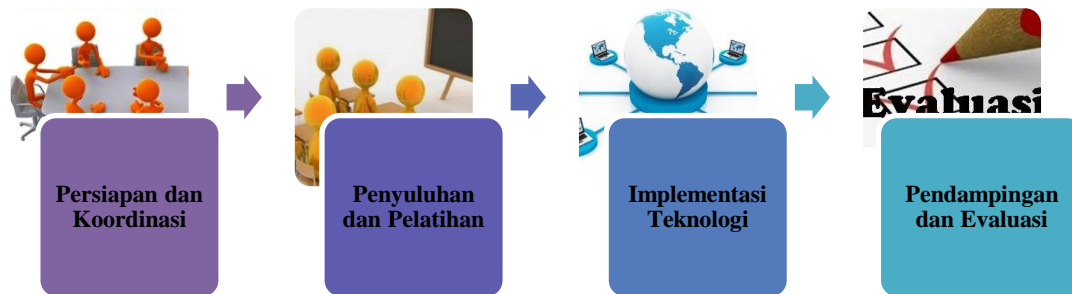 Evaluasi
Persiapan dan
Koordinasi
Penyuluhan
dan Pelatihan
Implementasi
Teknologi
Pendampingan
dan Evaluasi